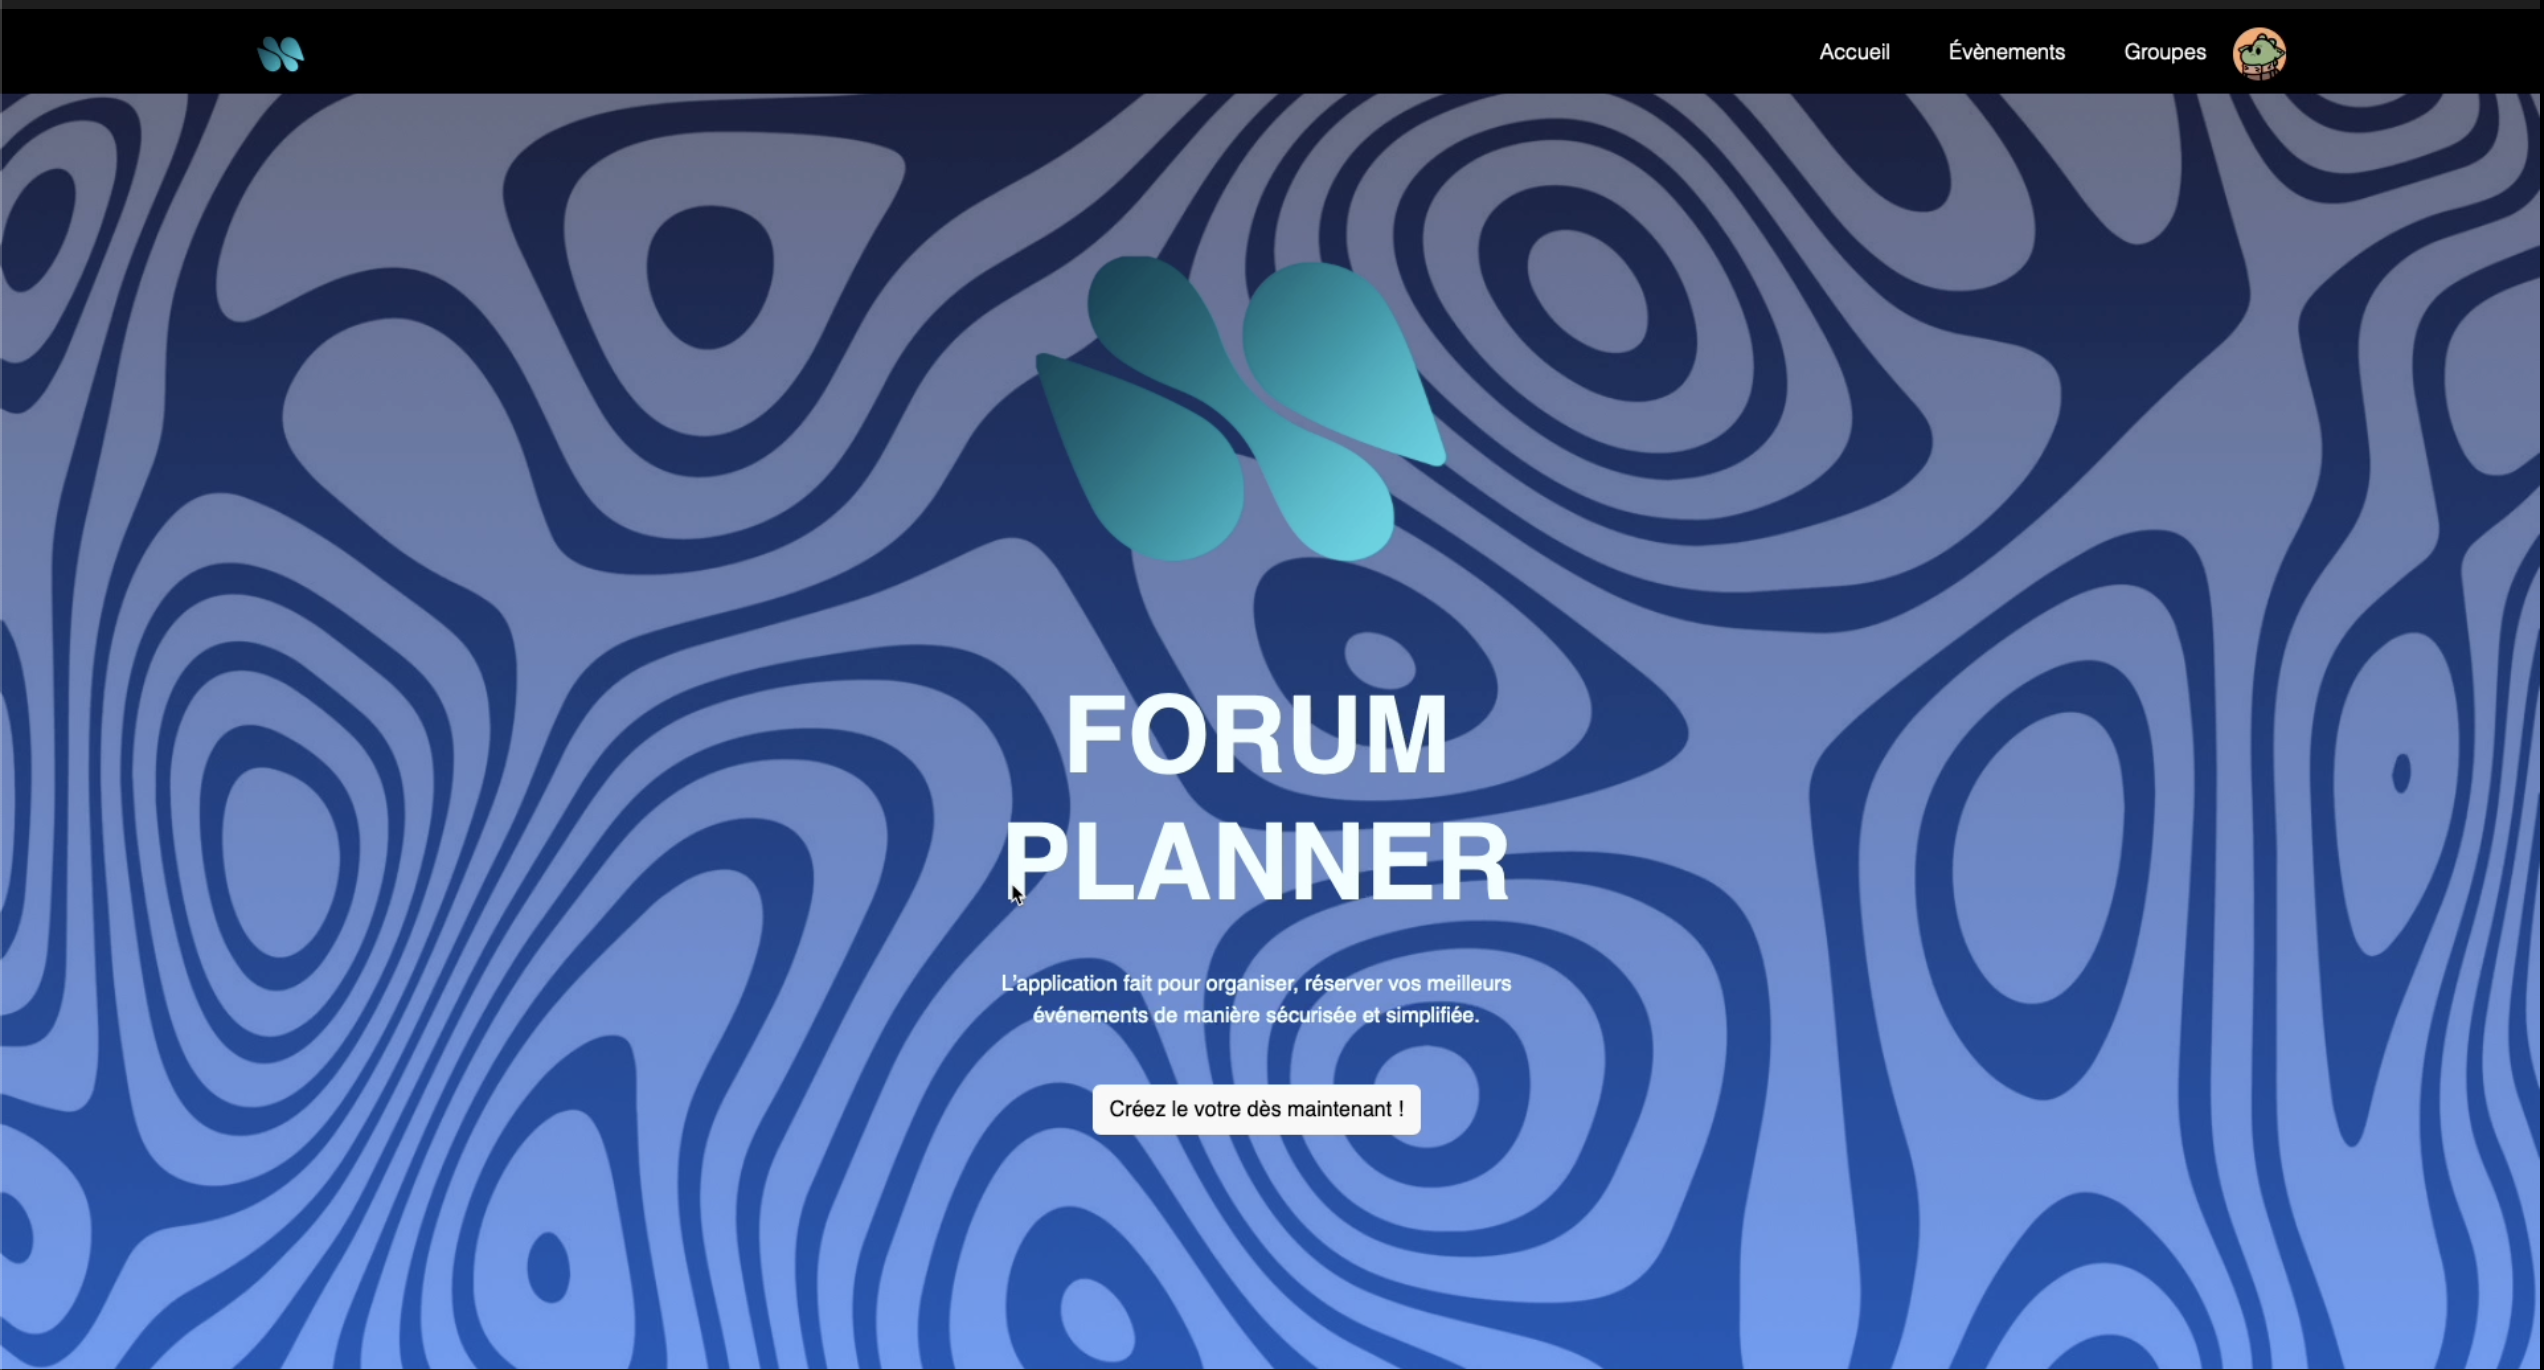 Accueil
Évènements
Groupes
FORUM
PLANNER
L'application fait pour organiser, réserver vos meilleurs
événements de manière sécurisée et simplifiée.
Créez le votre dès maintenant !